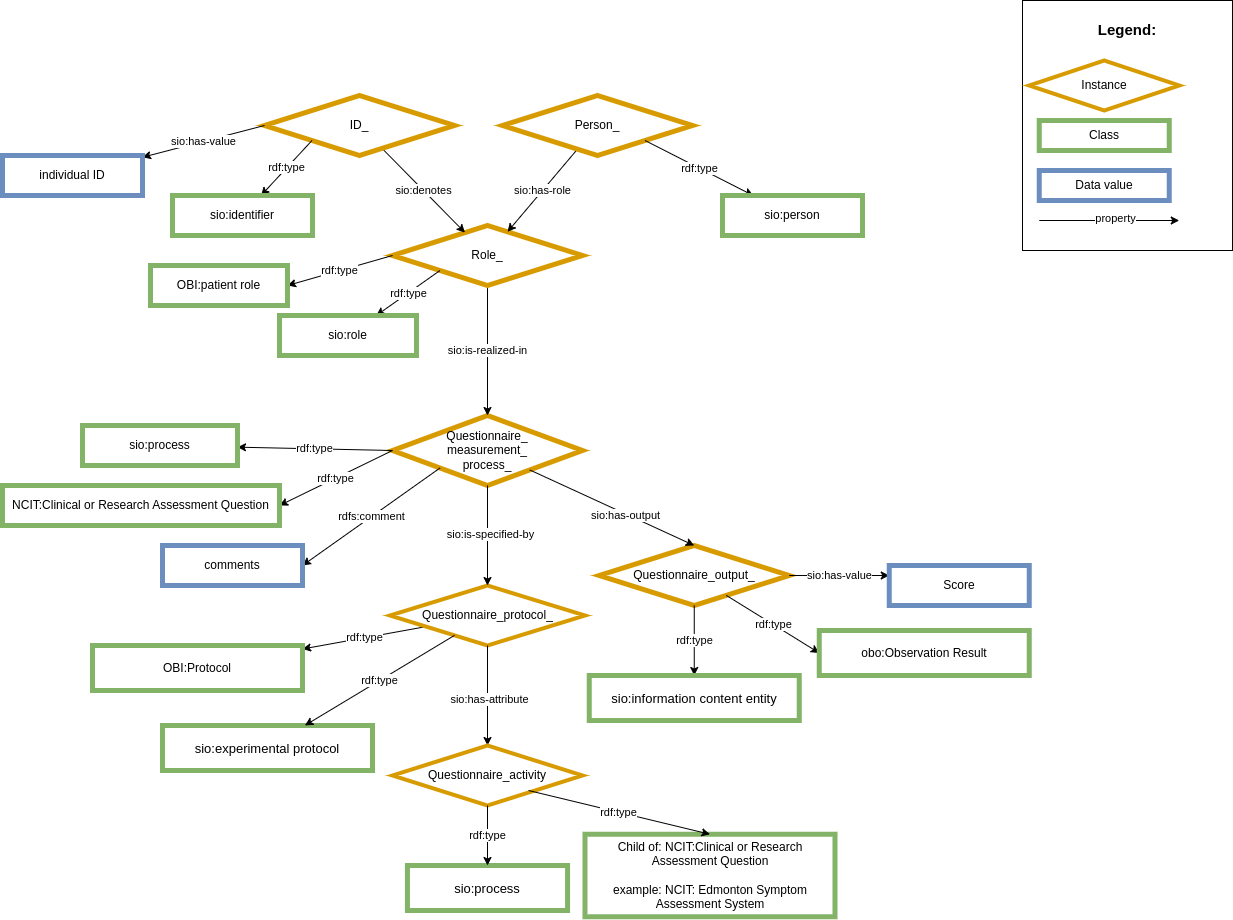 Legend:
Instance
Class
Data value
property
ID_
Person_
sio:has-value
individual ID
rdf:type
sio:identifier
sio:denotes
sio:has-role
rdf:type
sio:person
Role_
rdf:type
OBI:patient role
rdf:type
sio:role
sio:is-realized-in
Questionnaire_
measurement_
process_
rdf:type
sio:process
rdf:type
NCIT:Clinical or Research Assessment Question
rdfs:comment
comments
sio:is-specified-by
sio:has-output
Questionnaire_output_
sio:has-value
Score
rdf:type
obo:Observation Result
rdf:type
sio:information content entity
Questionnaire_protocol_
rdf:type
OBI:Protocol
rdf:type
sio:experimental protocol
sio:has-attribute
Questionnaire_activity
rdf:type
sio:process
rdf:type
Child of: NCIT:Clinical or Research
Assessment Question
example: NCIT: Edmonton Symptom
Assessment System